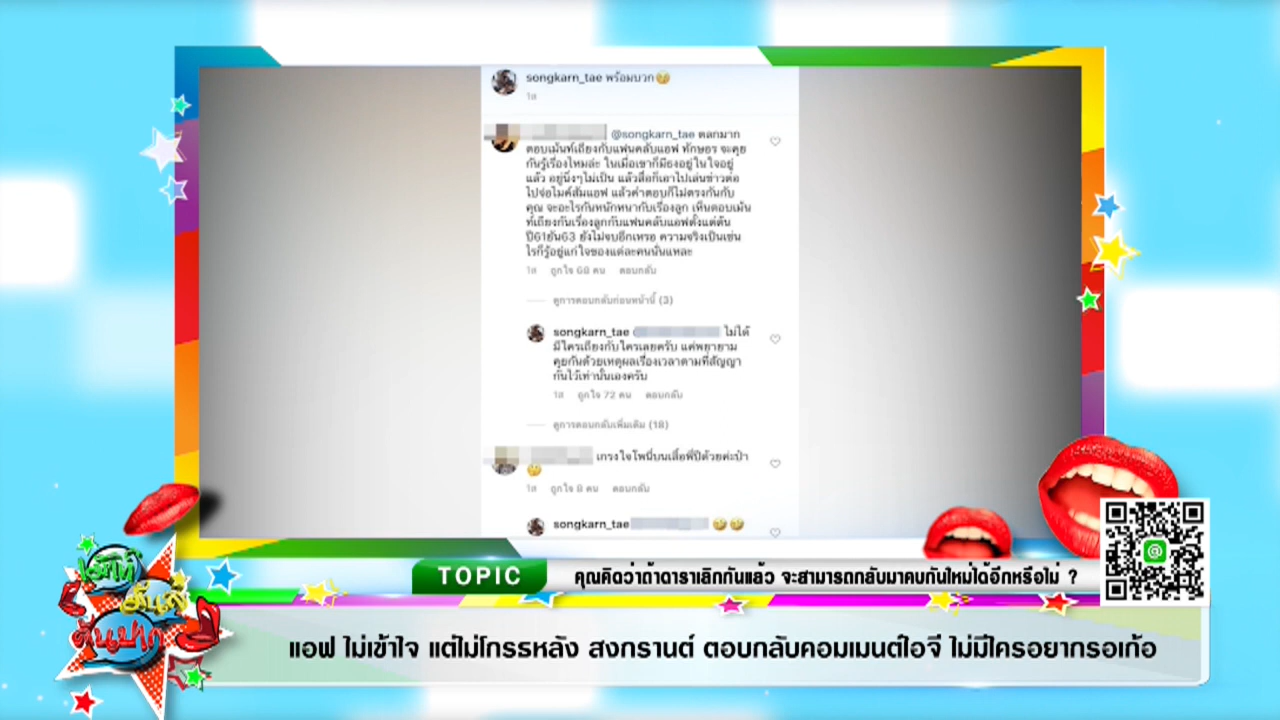 songkarn_tae พร้อมบวก
1ส
@songkarn_tae ตลกมาก
ตอบเม้นท์เถียงกับแฟนคลับแอฟ ทักษอร จะคุย
กันรู้เรื่องไหมล่ะ ในเมื่อเขาก็มีธงอยู่ในใจอยู่
แล้ว อยู่นิ่งๆไม่เป็น แล้วสื่อก็เอาไปเล่นข่าวต่อ
ไปจ่อไมค์สัมแอฟ แล้วคำตอบก็ไม่ตรงกันกับ
คุณ จะอะไรกันหนักหนากับเรื่องลูก เห็นตอบเม้น
ท์เถียงกันเรื่องลูกกับแฟนคลับแอฟตั้งแต่ต้น
ปี61ยัน63 ยังไม่จบอีกเหรอ ความจริงเป็นเช่น
ไรก็รู้อยู่แก่ใจของแต่ละคนนั่นแหละ
1ส ถูกใจ 68 คน ตอบกลับ
ดูการตอบกลับก่อนหน้านี้ (3)
songkarn_tae ไม่ได้
มีใครเถียงกับใครเลยครับ แค่พยายาม
คุยกันด้วยเหตุผลเรื่องเวลาตามที่สัญญา
กันไว้เท่านั้นเองครับ
1ส ถูกใจ 72 คน ตอบกลับ
ดูการตอบกลับเพิ่มเติม (18)
เกรงใจโพนี่บนเสื้อพี่ปีด้วยค่ะป๋า
1ส ถูกใจ 8 คน ตอบกลับ
songkarn_tae
TOPIC คุณคิดว่าถ้าดาราเลิกกันแล้ว จะสามารถกลับมาคบกันใหม่ได้อีกหรือไม่ ?
แอฟ ไม่เข้าใจ แต่ไม่โกรธหลัง สงกรานต์ ตอบกลับคอมเมนต์ไอจี ไม่มีใครอยากรอเก้อ